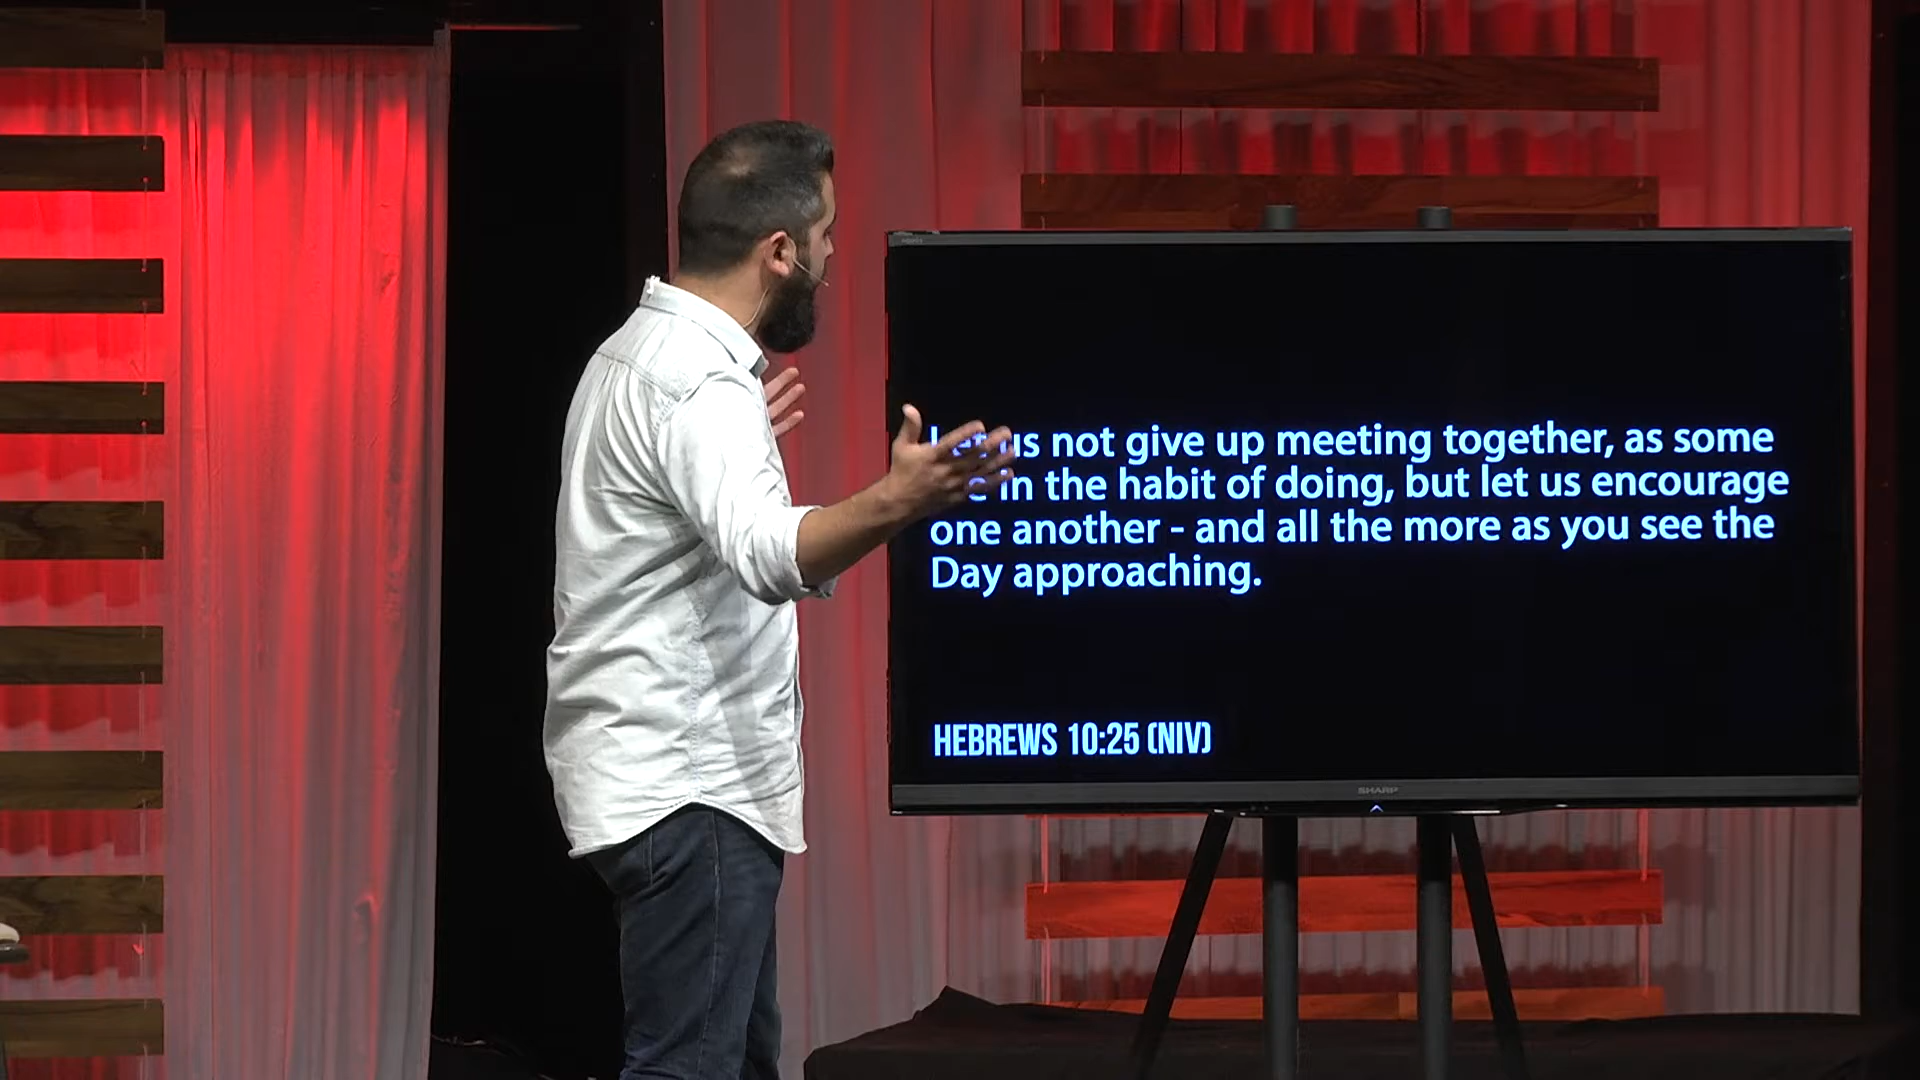 us not give up meeting together, as some
in the habit of doing, but let us encourage
one another - and all the more as you see the
Day approaching.
HEBREWS 10:25 (NIV)
SHARP